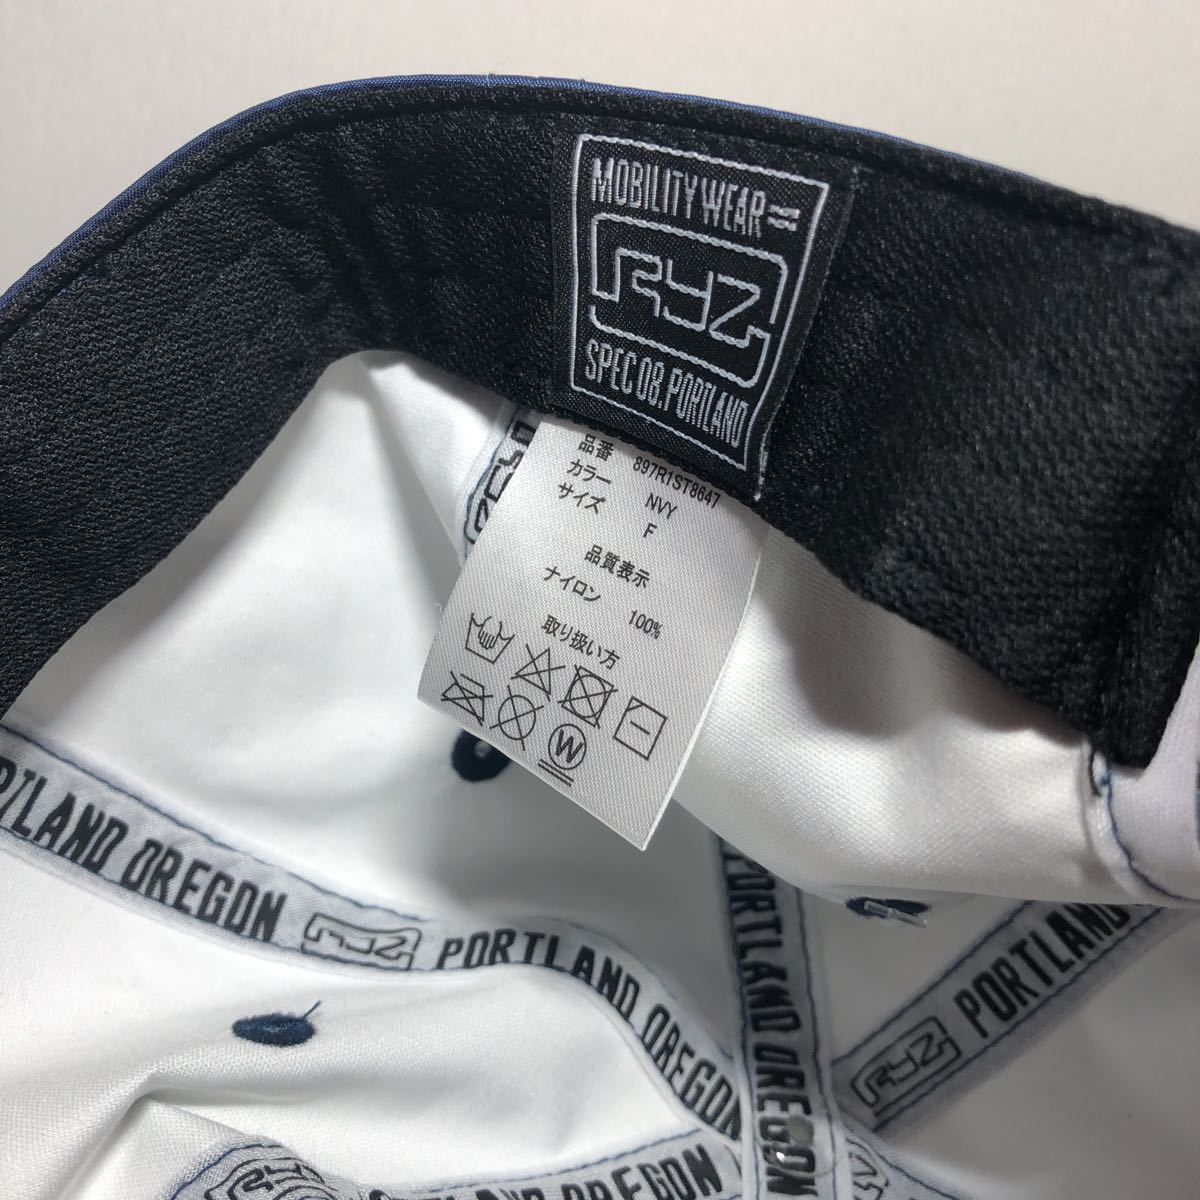 MOBILITY WEAR
RYZ
SPEC 08. PORTLAND
品番 897R1ST8647
カラー NVY
サイズ F
品質表示
ナイロン 100%
取り扱い方
W
PORTLAND OREGON
RYZ
PORTLAND OREGON
PORTLAND OREGON
RYZ
PORTLAND
OREGON